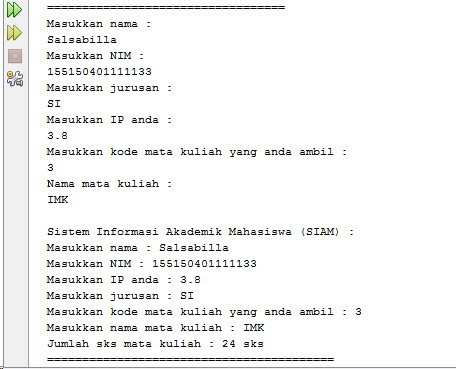 ==================================
Masukkan nama :
Salsabilla
Masukkan NIM :
155150401111133
Masukkan jurusan :
SI
Masukkan IP anda :
3.8
Masukkan kode mata kuliah yang anda ambil :
3
Nama mata kuliah :
IMK
Sistem Informasi Akademik Mahasiswa (SIAM) :
Masukkan nama : Salsabilla
Masukkan NIM : 155150401111133
Masukkan IP anda : 3.8
Masukkan jurusan : SI
Masukkan kode mata kuliah yang anda ambil : 3
Masukkan nama mata kuliah : IMK
Jumlah sks mata kuliah : 24 sks
=========================================